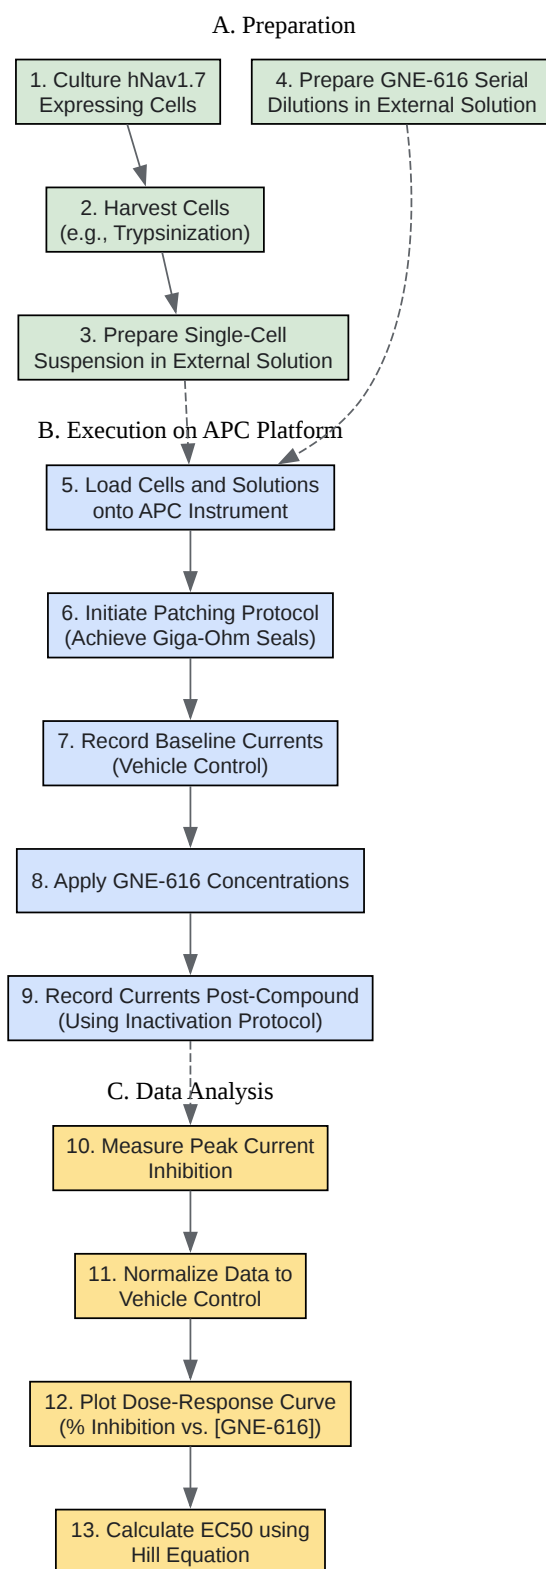 A. Preparation
1. Culture hNav1.7
Expressing Cells
4. Prepare GNE-616 Serial
Dilutions in External Solution
2. Harvest Cells
(e.g., Trypsinization)
3. Prepare Single-Cell
Suspension in External Solution
B. Execution on APC Platform
5. Load Cells and Solutions
onto APC Instrument
6. Initiate Patching Protocol
(Achieve Giga-Ohm Seals)
7. Record Baseline Currents
(Vehicle Control)
8. Apply GNE-616 Concentrations
9. Record Currents Post-Compound
(Using Inactivation Protocol)
C. Data Analysis
10. Measure Peak Current
Inhibition
11. Normalize Data to
Vehicle Control
12. Plot Dose-Response Curve
(% Inhibition vs. [GNE-616])
13. Calculate EC50 using
Hill Equation